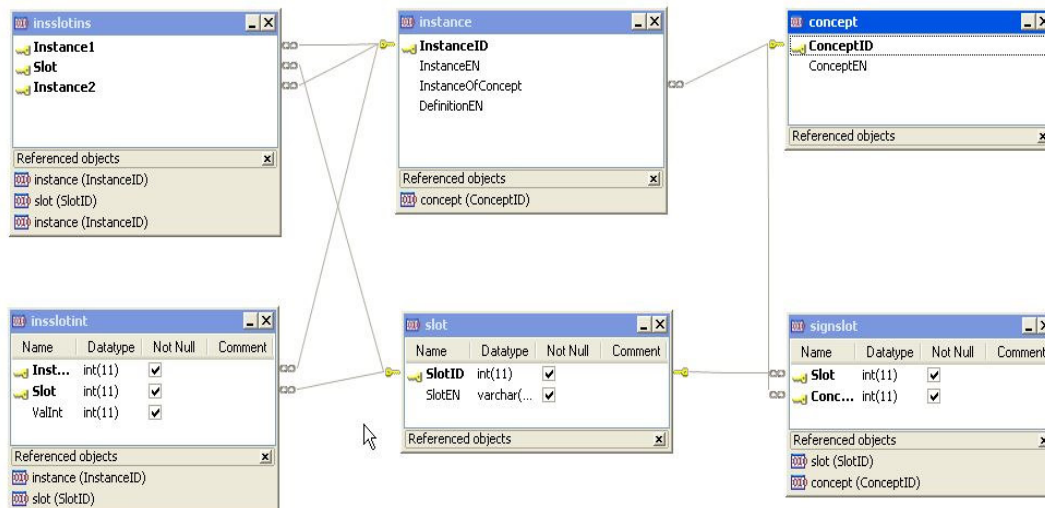 insslotins
Instance1
Slot
Instance2
Referenced objects
instance (InstanceID)
slot (SlotID)
instance (InstanceID)
instance
InstanceID
InstanceEN
InstanceOfConcept
DefinitionEN
Referenced objects
concept (ConceptID)
concept
ConceptID
ConceptEN
Referenced objects
insslotint
Name Datatype Not Null Comment
Inst... int(11)
Slot int(11)
ValInt int(11)
Referenced objects
instance (InstanceID)
slot (SlotID)
slot
Name Datatype Not Null Comment
SlotID int(11)
SlotEN varchar(...
Referenced objects
signslot
Name Datatype Not Null Comment
Slot int(11)
Conc... int(11)
Referenced objects
slot (SlotID)
concept (ConceptID)